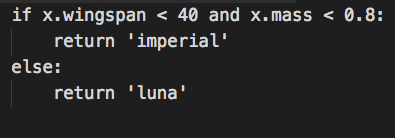 if x.wingspan < 40 and x.mass < 0.8:
    return 'imperial'
else:
    return 'luna'